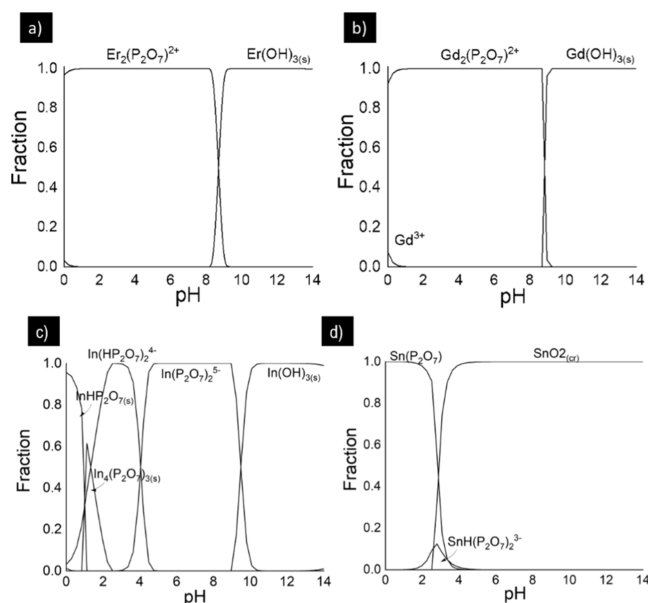 a)
Er₂(P₂O₇)²⁺ Er(OH)₃₍ₛ₎
1.0
0.8
0.6
0.4
0.2
0.0
Fraction
0 2 4 6 8 10 12 14
pH
b)
Gd₂(P₂O₇)²⁺ Gd(OH)₃₍ₛ₎
1.0
0.8
0.6
0.4
0.2
0.0
Fraction
Gd³⁺
0 2 4 6 8 10 12 14
pH
c)
In(HP₂O₇)₂⁴⁻
In(P₂O₇)₂⁵⁻ In(OH)₃₍ₛ₎
InHP₂O₇₍ₛ₎
In₄(P₂O₇)₃₍ₛ₎
1.0
0.8
0.6
0.4
0.2
0.0
Fraction
0 2 4 6 8 10 12 14
pH
d)
Sn(P₂O₇) SnO2₍cr₎
1.0
0.8
0.6
0.4
0.2
0.0
Fraction
SnH(P₂O₇)₂³⁻
0 2 4 6 8 10 12 14
pH